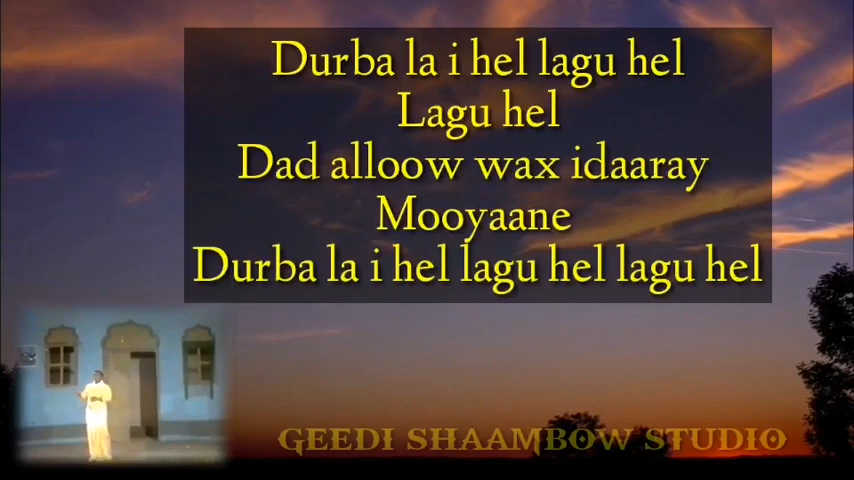 Durba la i hel lagu hel
Lagu hel
Dad alloow wax idaaray
Mooyaane
Durba la i hel lagu hel lagu hel
GEEDI SHAAMBOW STUDIO